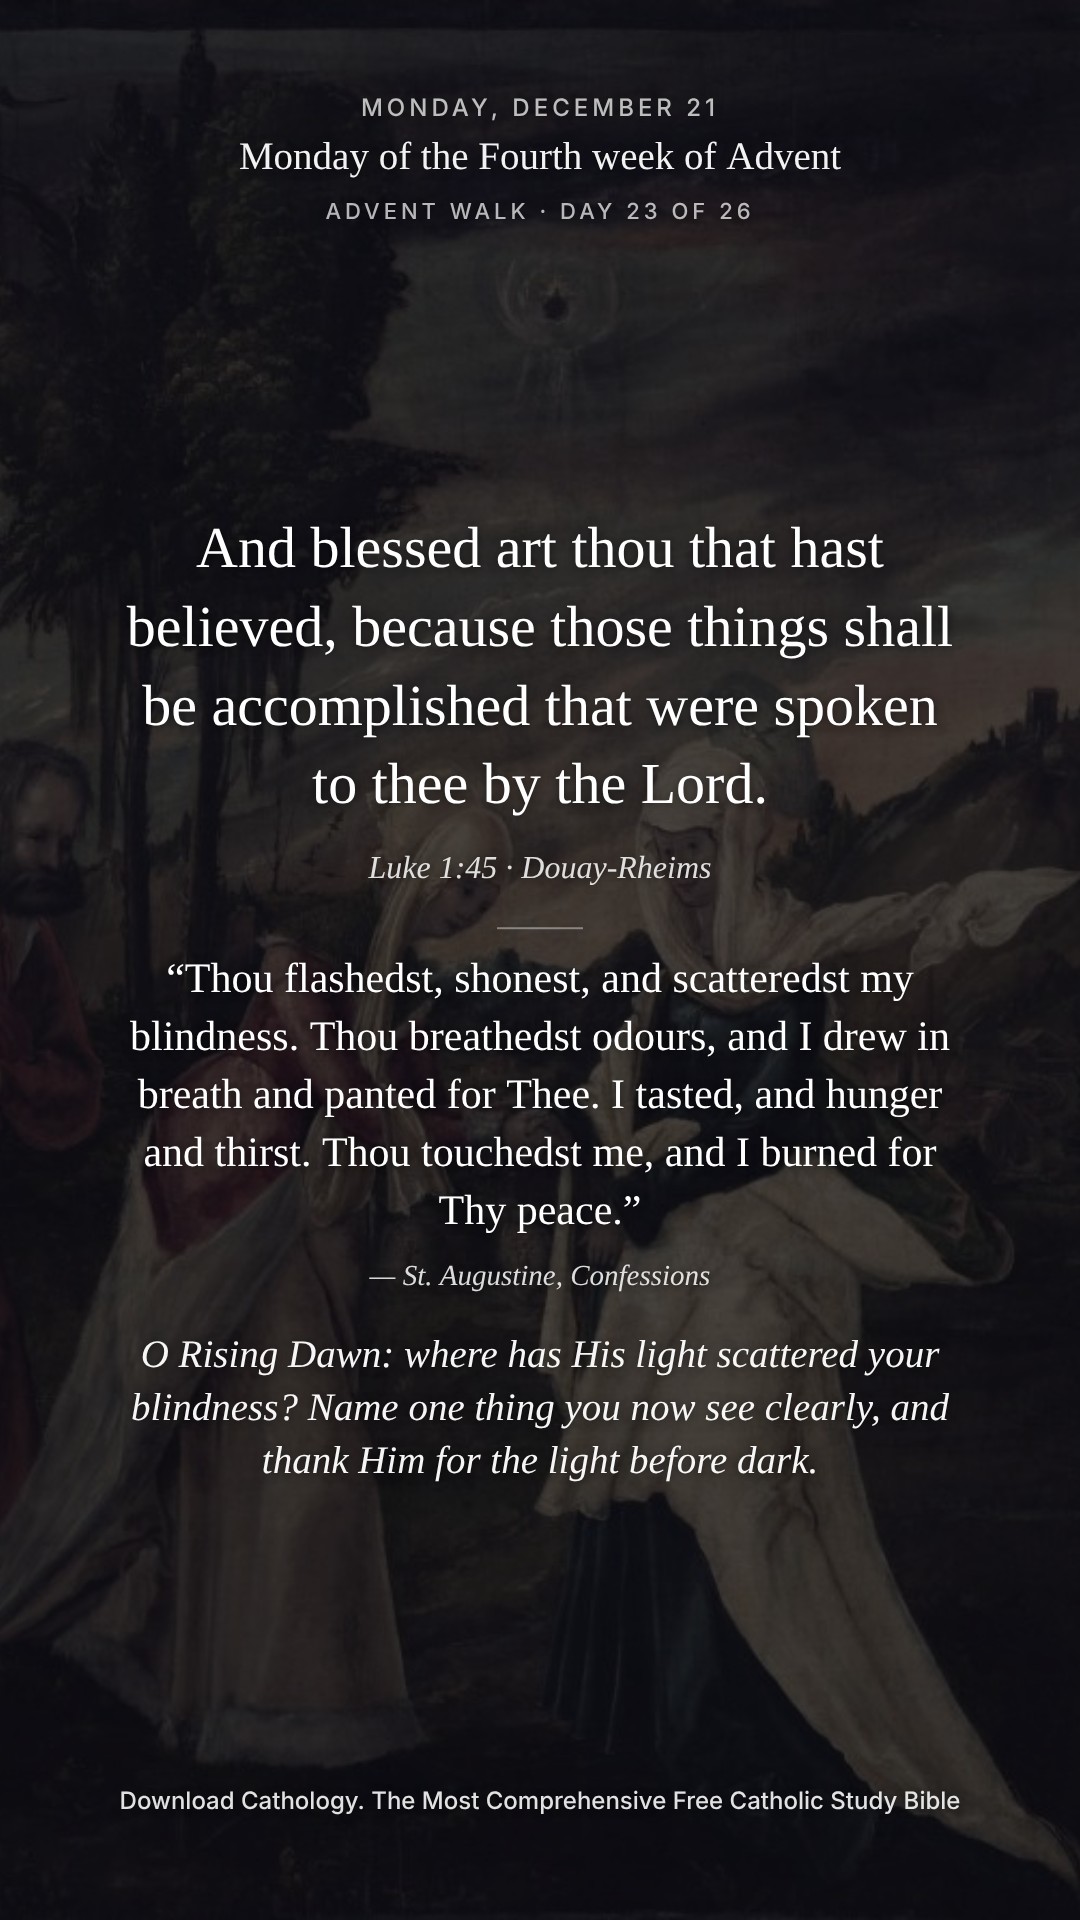 MONDAY, DECEMBER 21
Monday of the Fourth week of Advent
ADVENT WALK · DAY 23 OF 26
And blessed art thou that hast
believed, because those things shall
be accomplished that were spoken
to thee by the Lord.
Luke 1:45 · Douay-Rheims
“Thou flashedst, shonest, and scatteredst my
blindness. Thou breathedst odours, and I drew in
breath and panted for Thee. I tasted, and hunger
and thirst. Thou touchedst me, and I burned for
Thy peace.”
— St. Augustine, Confessions
O Rising Dawn: where has His light scattered your
blindness? Name one thing you now see clearly, and
thank Him for the light before dark.
Download Cathology. The Most Comprehensive Free Catholic Study Bible